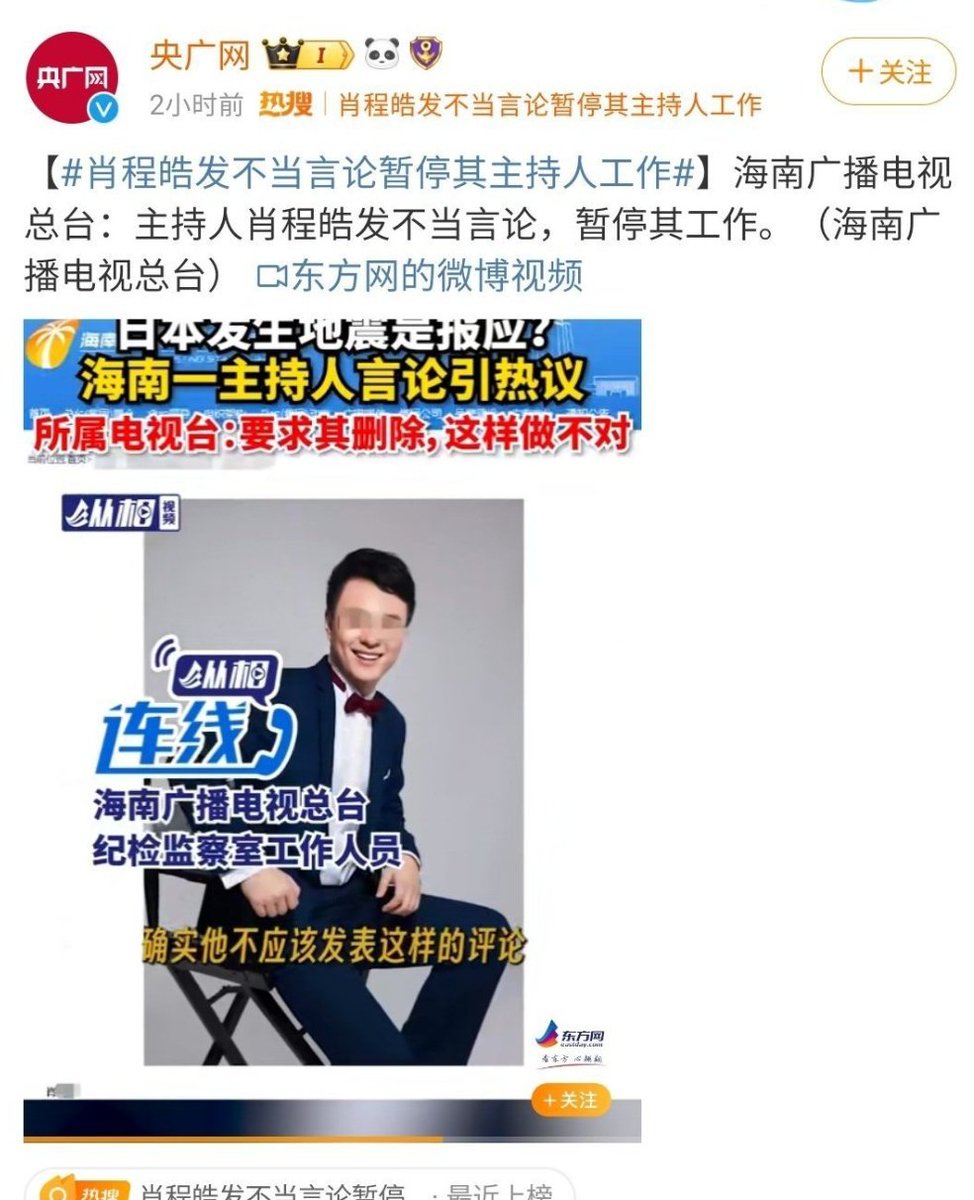 央广网
央广网 I
+关注
2小时前 热搜 肖程皓发不当言论暂停其主持人工作
【#肖程皓发不当言论暂停其主持人工作#】海南广播电视
总台：主持人肖程皓发不当言论，暂停其工作。（海南广
播电视总台） 东方网的微博视频
日本发生地震是报应？
海南
海南一主持人言论引热议
所属电视台：要求其删除，这样做不对
纵相视频
纵相
连线
海南广播电视总台
纪检监察室工作人员
确实他不应该发表这样的评论
东方网
eastday.com
+关注
热搜 肖程皓发不当言论暂停 · 最近上榜